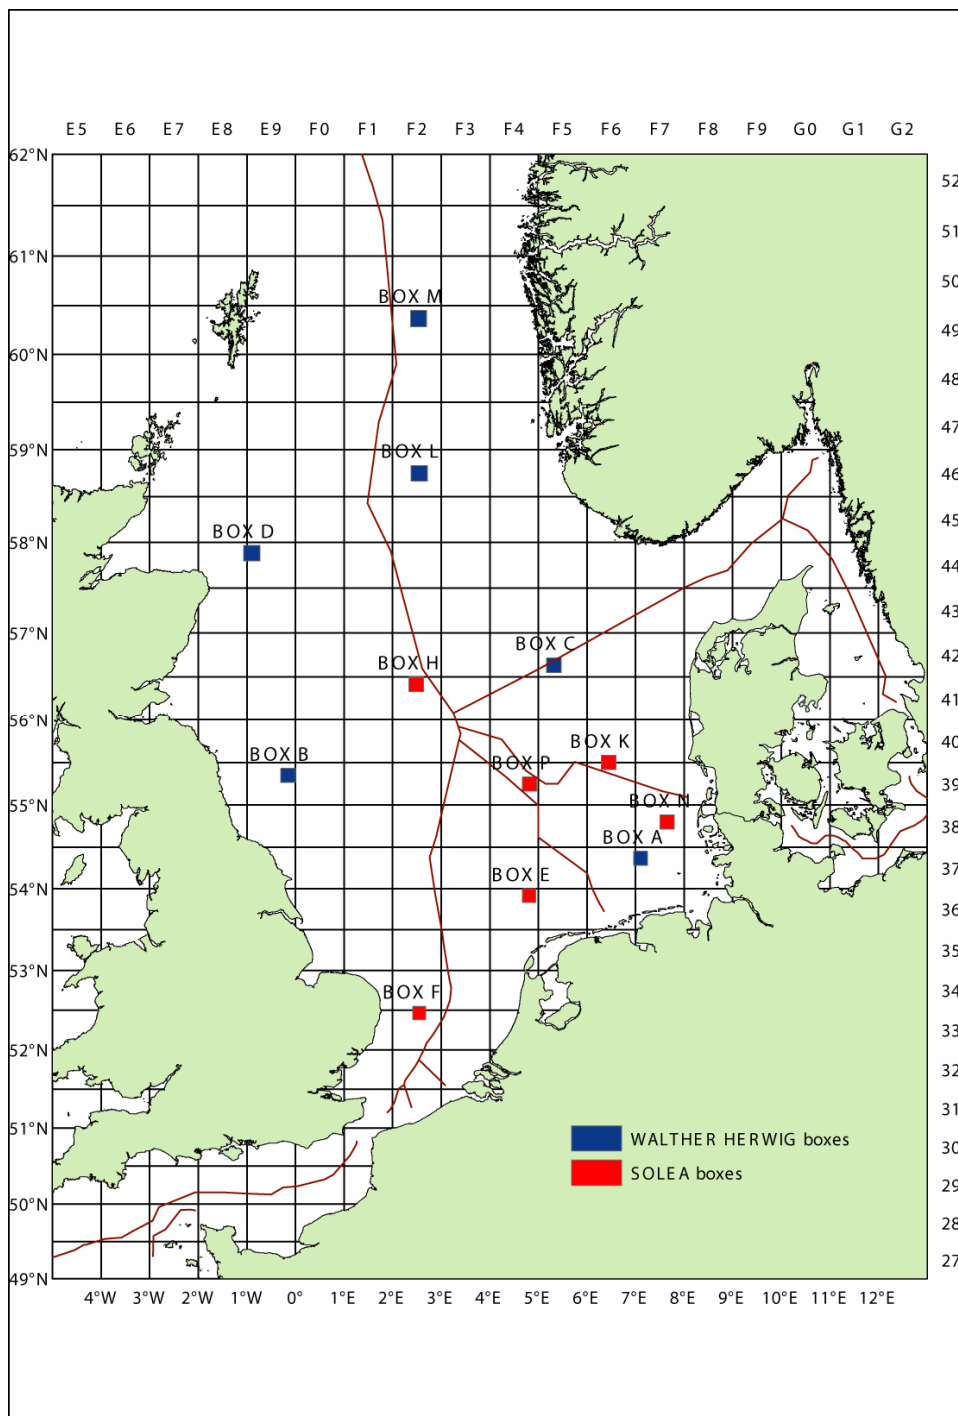 E5 E6 E7 E8 E9 F0 F1 F2 F3 F4 F5 F6 F7 F8 F9 G0 G1 G2
62°N
52
51
61°N
50
BOX M
49
60°N
48
47
59°N
BOX L
46
45
BOX D
58°N
44
43
57°N
BOX C
42
BOX H
41
56°N
BOX K
40
BOX B
BOX P
39
55°N
BOX N
38
BOX A
37
54°N
BOX E
36
35
53°N
BOX F
34
33
52°N
32
31
51°N
WALTHER HERWIG boxes
30
SOLEA boxes
29
50°N
28
27
49°N
4°W 3°W 2°W 1°W 0° 1°E 2°E 3°E 4°E 5°E 6°E 7°E 8°E 9°E 10°E 11°E 12°E